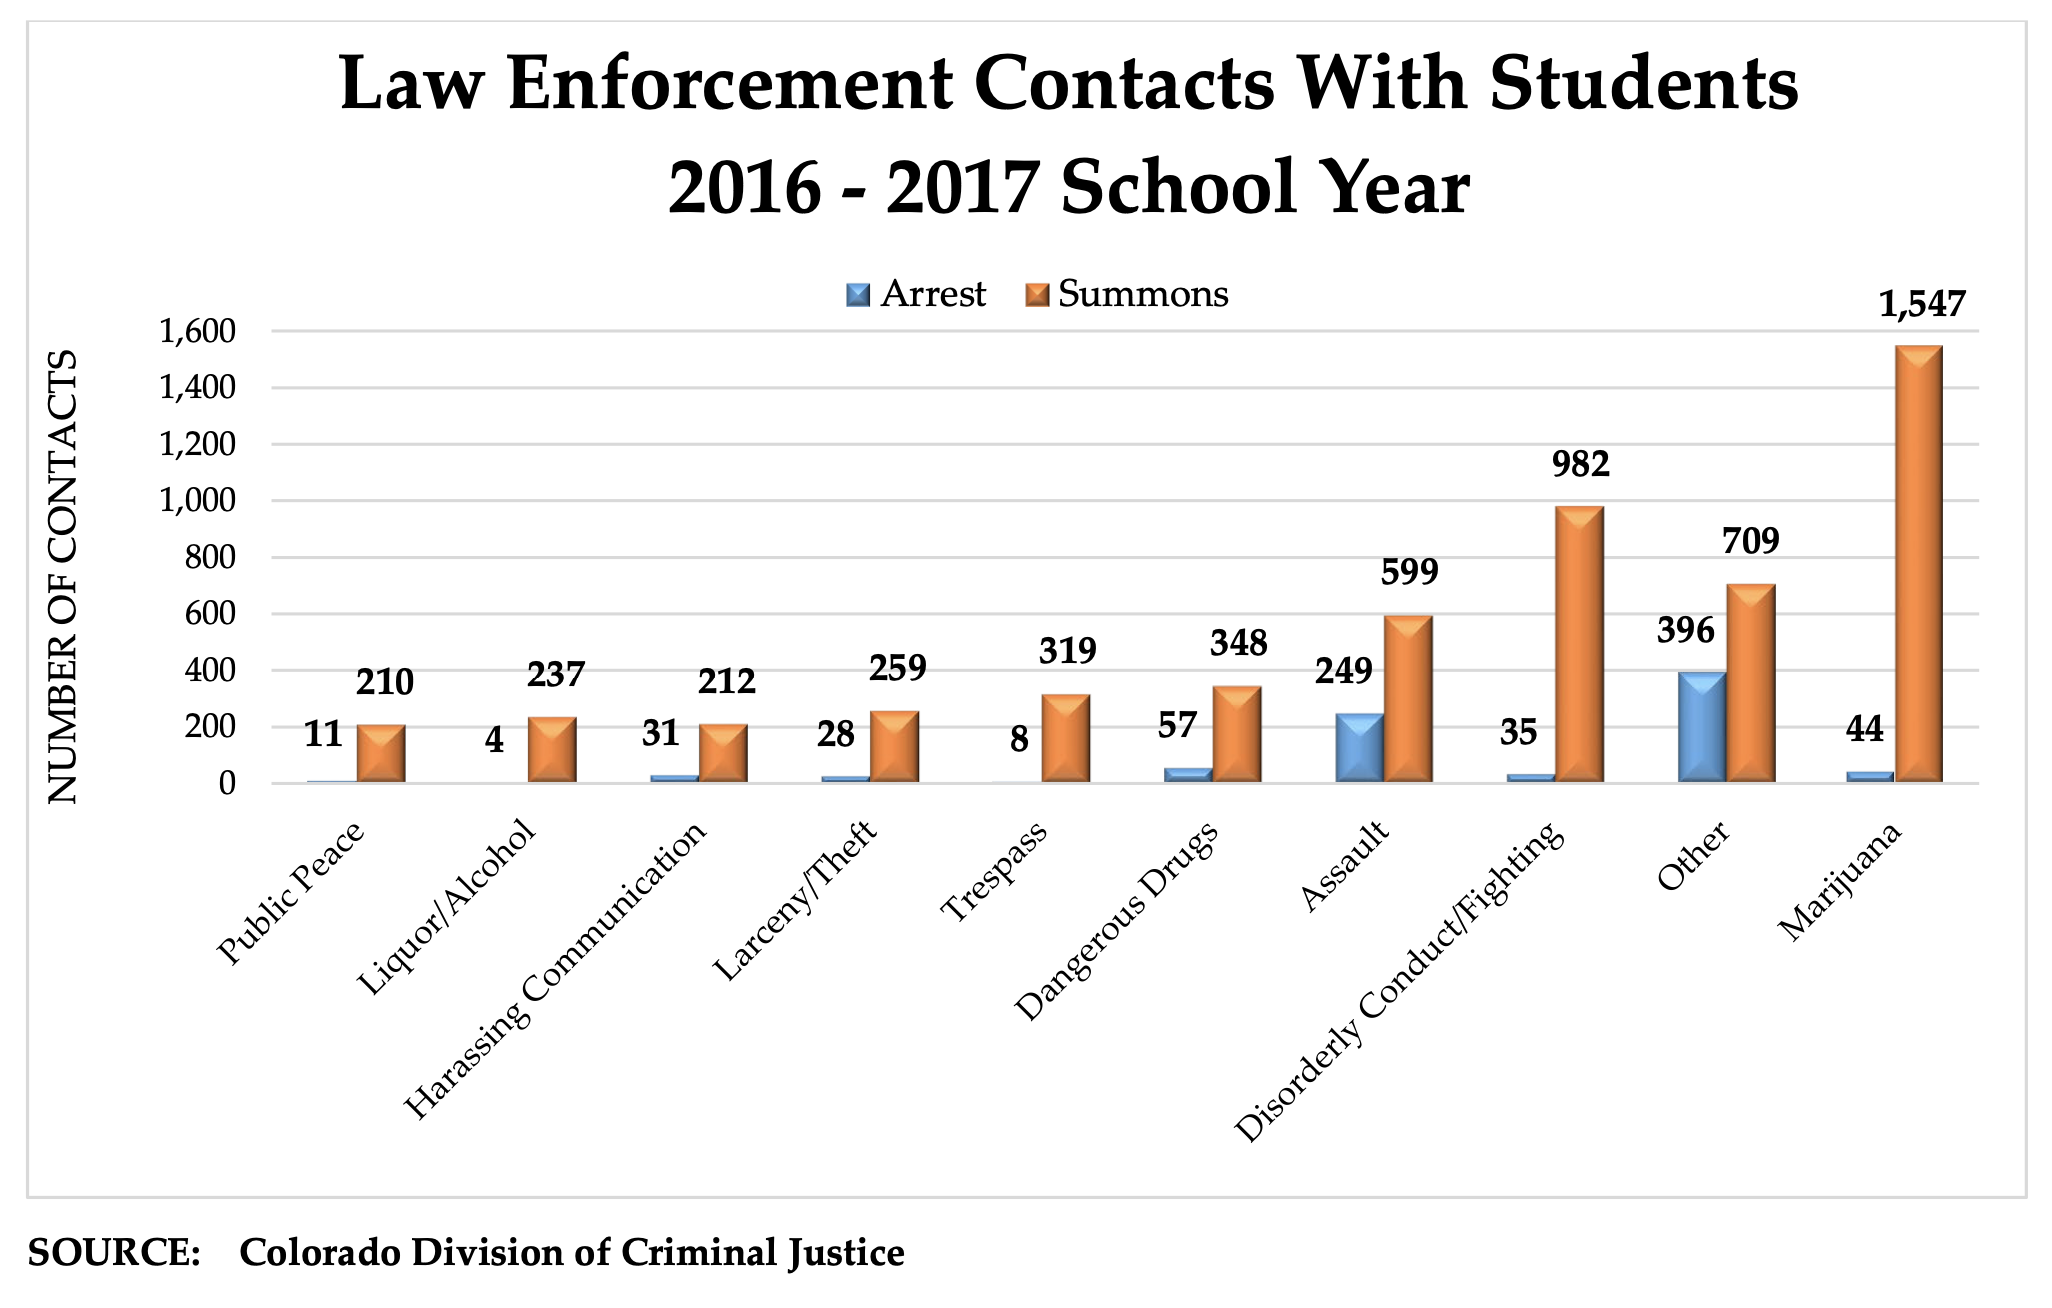 Law Enforcement Contacts With Students
2016 - 2017 School Year
Arrest Summons
NUMBER OF CONTACTS
1,600
1,400
1,200
1,000
800
600
400
200
0
11
210
4
237
31
212
28
259
8
319
57
348
249
599
35
982
396
709
44
1,547
Public Peace
Liquor/Alcohol
Harassing Communication
Larceny/Theft
Trespass
Dangerous Drugs
Assault
Disorderly Conduct/Fighting
Other
Marijuana
SOURCE: Colorado Division of Criminal Justice